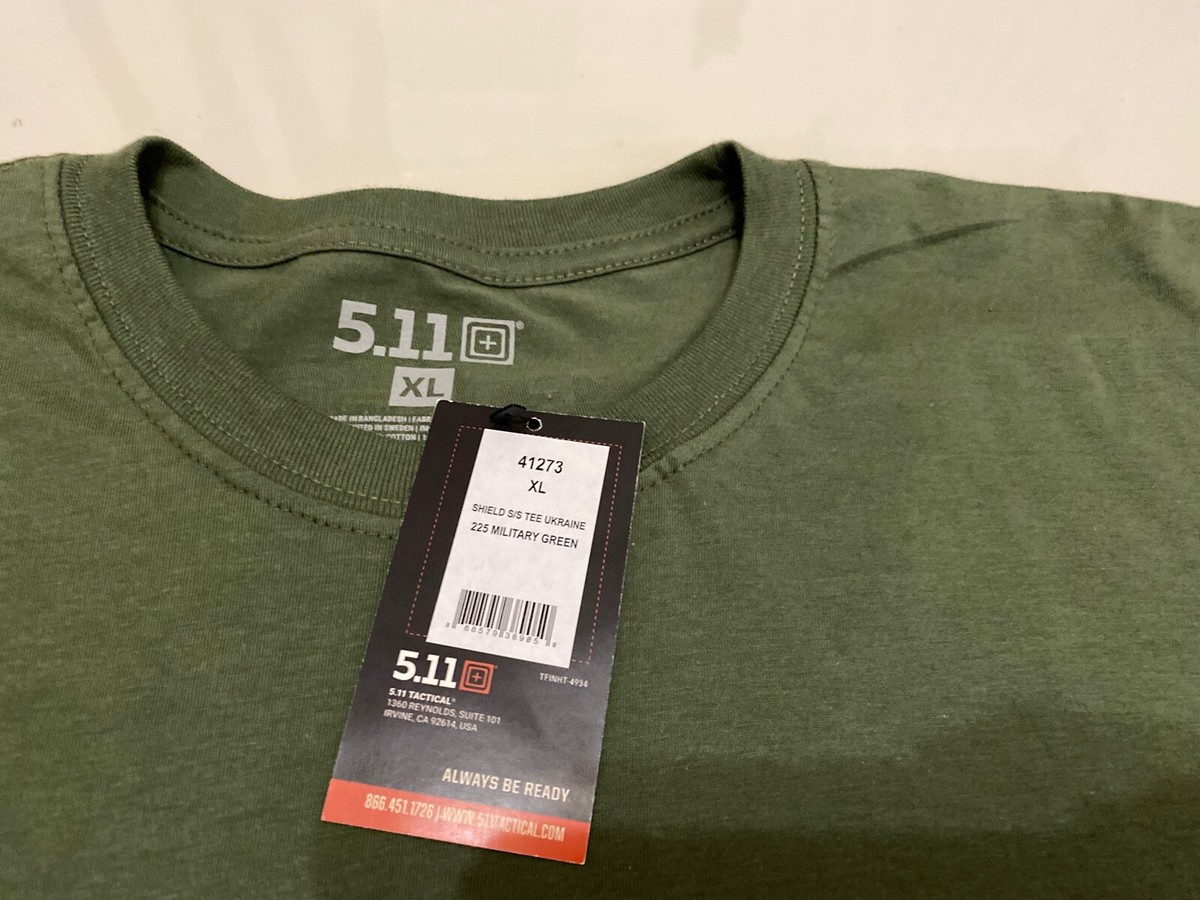 5.11®
XL
MADE IN BANGLADESH | FABR
TED IN SWEDEN |
COTTON |
41273
XL
SHIELD S/S TEE UKRAINE
225 MILITARY GREEN
5.11
TFINHT-4934
5.11 TACTICAL®
1360 REYNOLDS, SUITE 101
IRVINE, CA 92614, USA
ALWAYS BE READY
866.451.1726 | WWW.511TACTICAL.COM